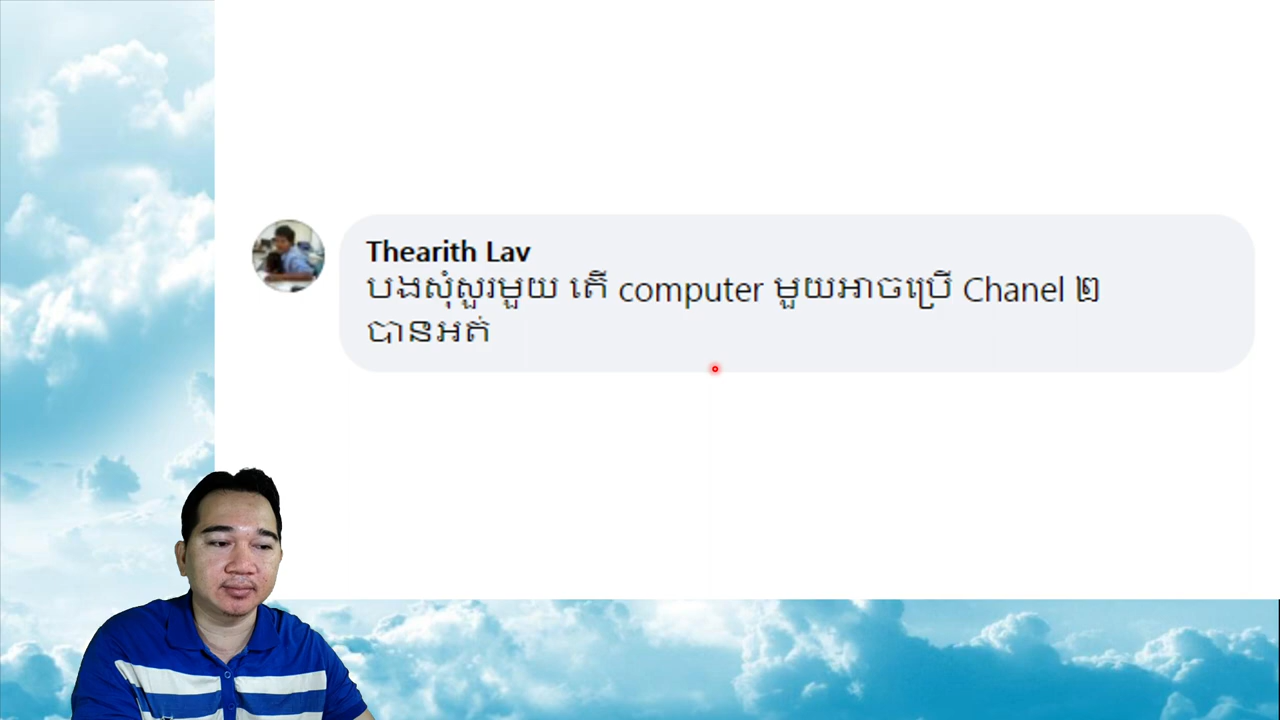 Thearith Lav
បងសុំសួរមួយ តើ computer មួយអាចប្រើ Chanel ២
បានអត់